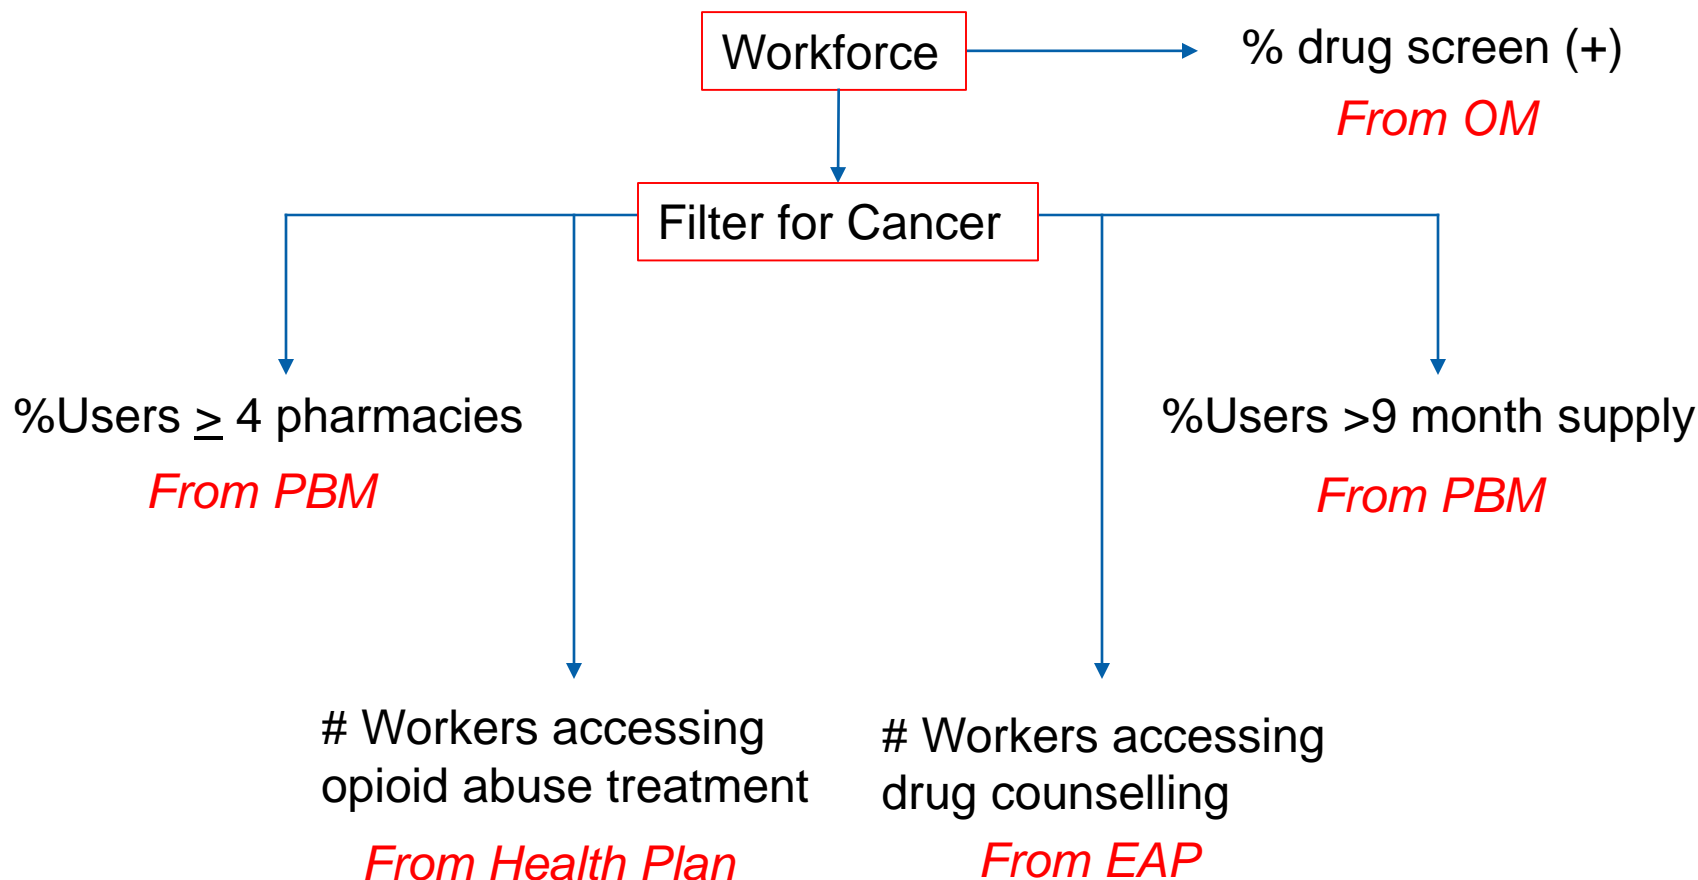 Workforce
% drug screen (+)
From OM
Filter for Cancer
%Users ≥ 4 pharmacies
From PBM
%Users >9 month supply
From PBM
# Workers accessing
opioid abuse treatment
From Health Plan
# Workers accessing
drug counselling
From EAP